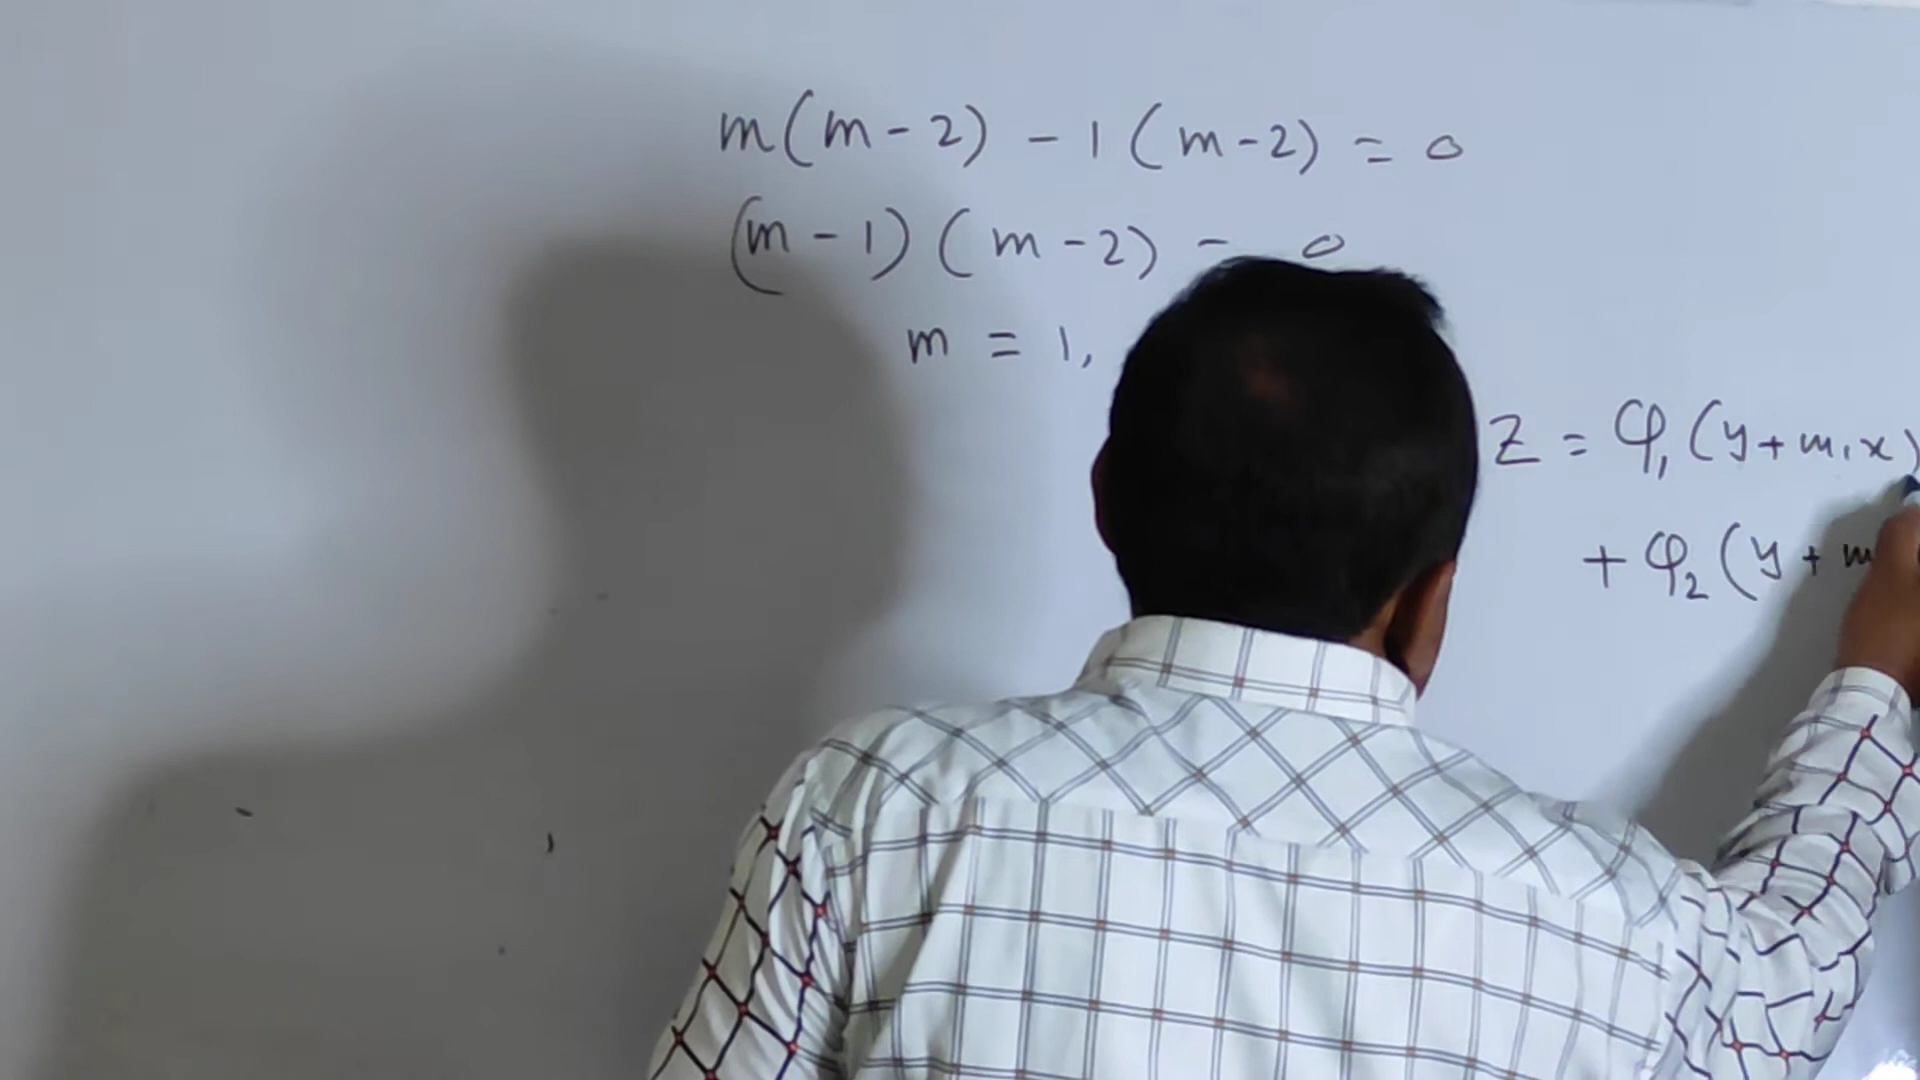 m(m-2) - 1(m-2) = 0
(m-1)(m-2) = 0
m = 1,
Z = φ₁(y+m₁x)
+ φ₂(y+m